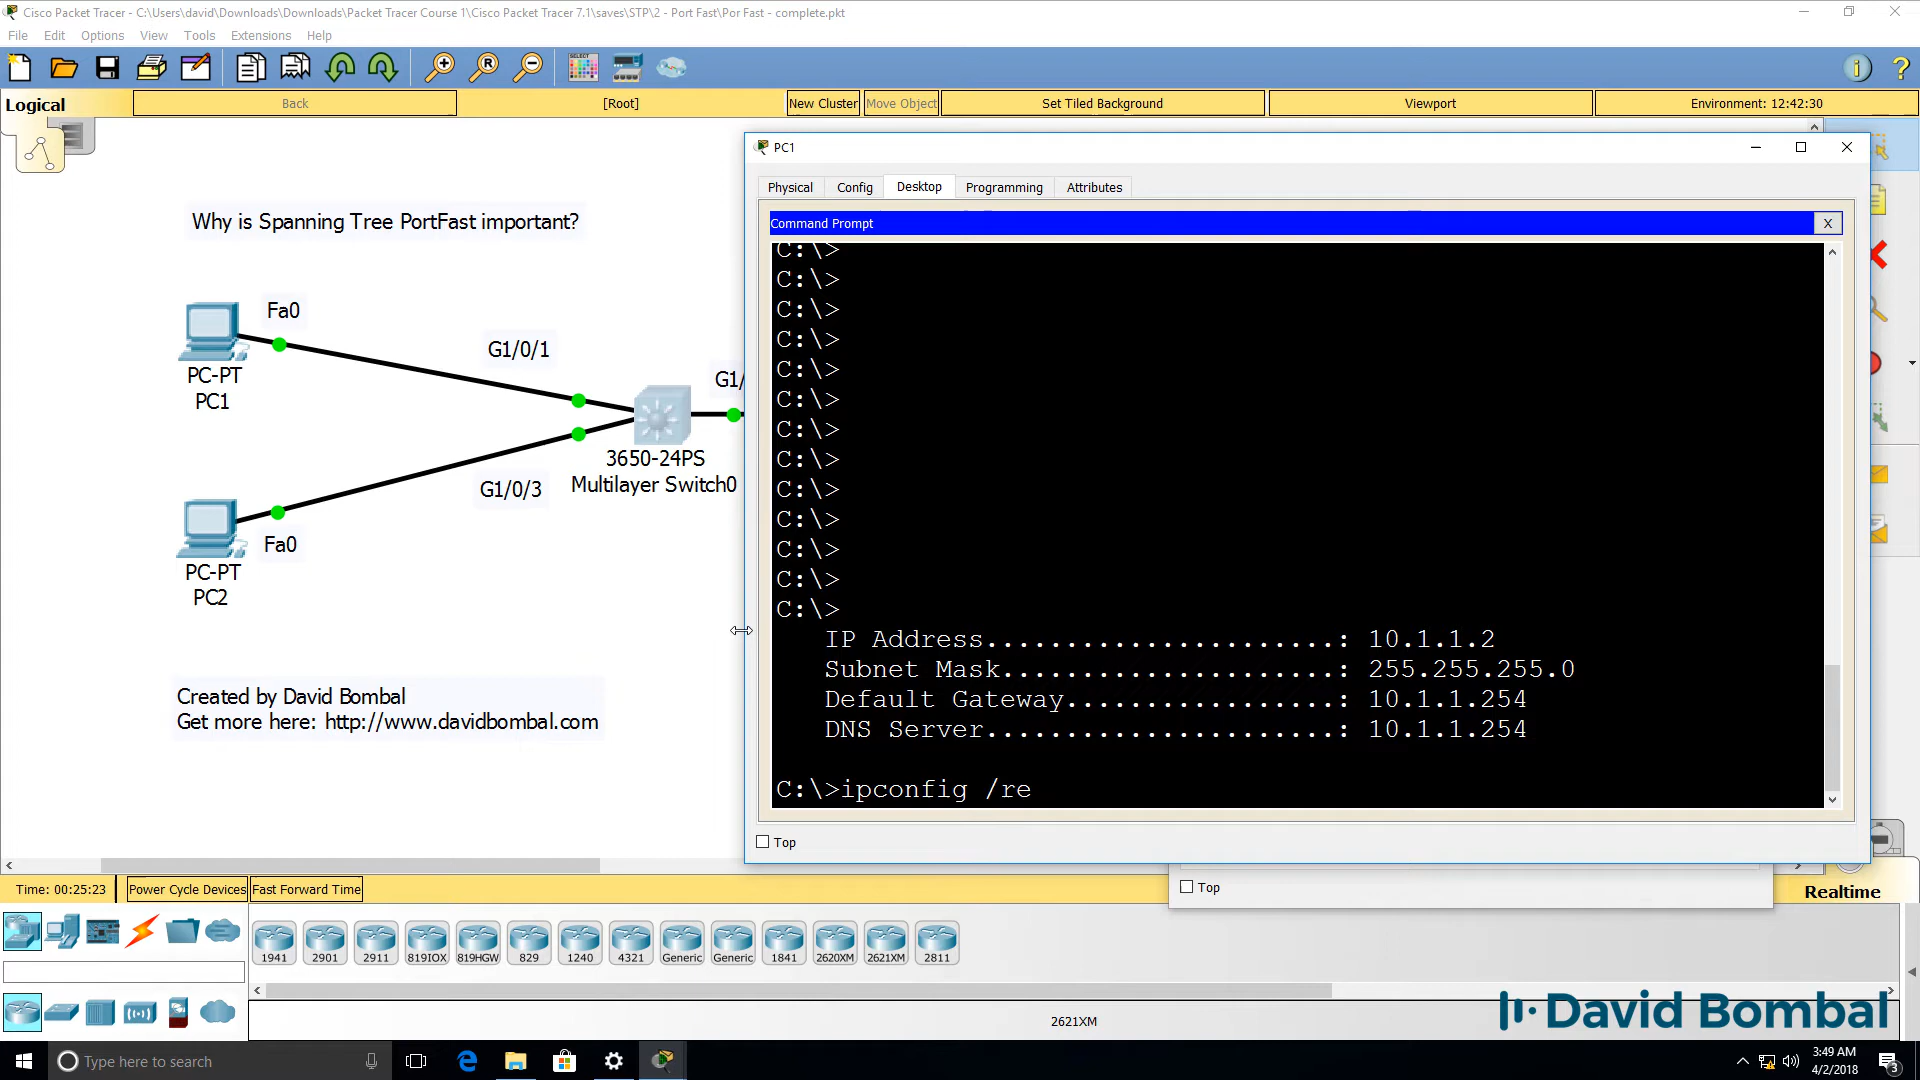 Cisco Packet Tracer - C:\Users\david\Downloads\Downloads\Packet Tracer Course 1\Cisco Packet Tracer 7.1\saves\STP\2 - Port Fast\Por Fast - complete.pkt
File Edit Options View Tools Extensions Help
Logical Back [Root] New Cluster Move Object Set Tiled Background Viewport Environment: 12:42:30
Why is Spanning Tree PortFast important?
Fa0
PC-PT
PC1
G1/0/1
G1/
3650-24PS
Multilayer Switch0
G1/0/3
Fa0
PC-PT
PC2
Created by David Bombal
Get more here: http://www.davidbombal.com
PC1
Physical Config Desktop Programming Attributes
Command Prompt X
C:\>
C:\>
C:\>
C:\>
C:\>
C:\>
C:\>
C:\>
C:\>
C:\>
C:\>
C:\>
C:\>
IP Address......................: 10.1.1.2
Subnet Mask.....................: 255.255.255.0
Default Gateway.................: 10.1.1.254
DNS Server......................: 10.1.1.254
C:\>ipconfig /re
Top
Top
Time: 00:25:23 Power Cycle Devices Fast Forward Time Realtime
1941 2901 2911 819IOX 819HGW 829 1240 4321 Generic Generic 1841 2620XM 2621XM 2811
2621XM
David Bombal
Type here to search
3:49 AM
4/2/2018
3